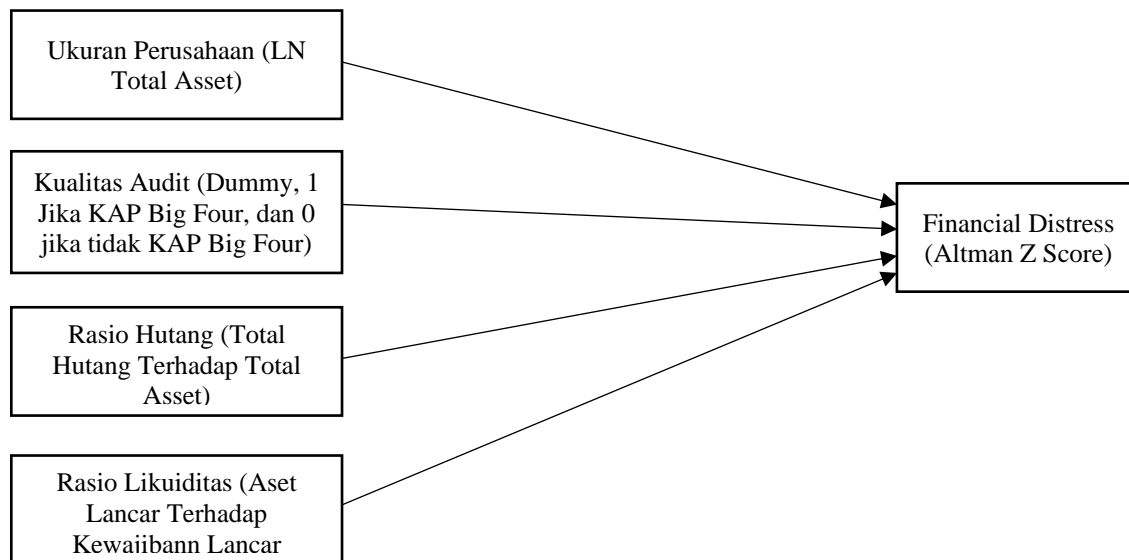 Ukuran Perusahaan (LN
Total Asset)
Kualitas Audit (Dummy, 1
Jika KAP Big Four, dan 0
jika tidak KAP Big Four)
Rasio Hutang (Total
Hutang Terhadap Total
Asset)
Rasio Likuiditas (Aset
Lancar Terhadap
Kewajibann Lancar
Financial Distress
(Altman Z Score)